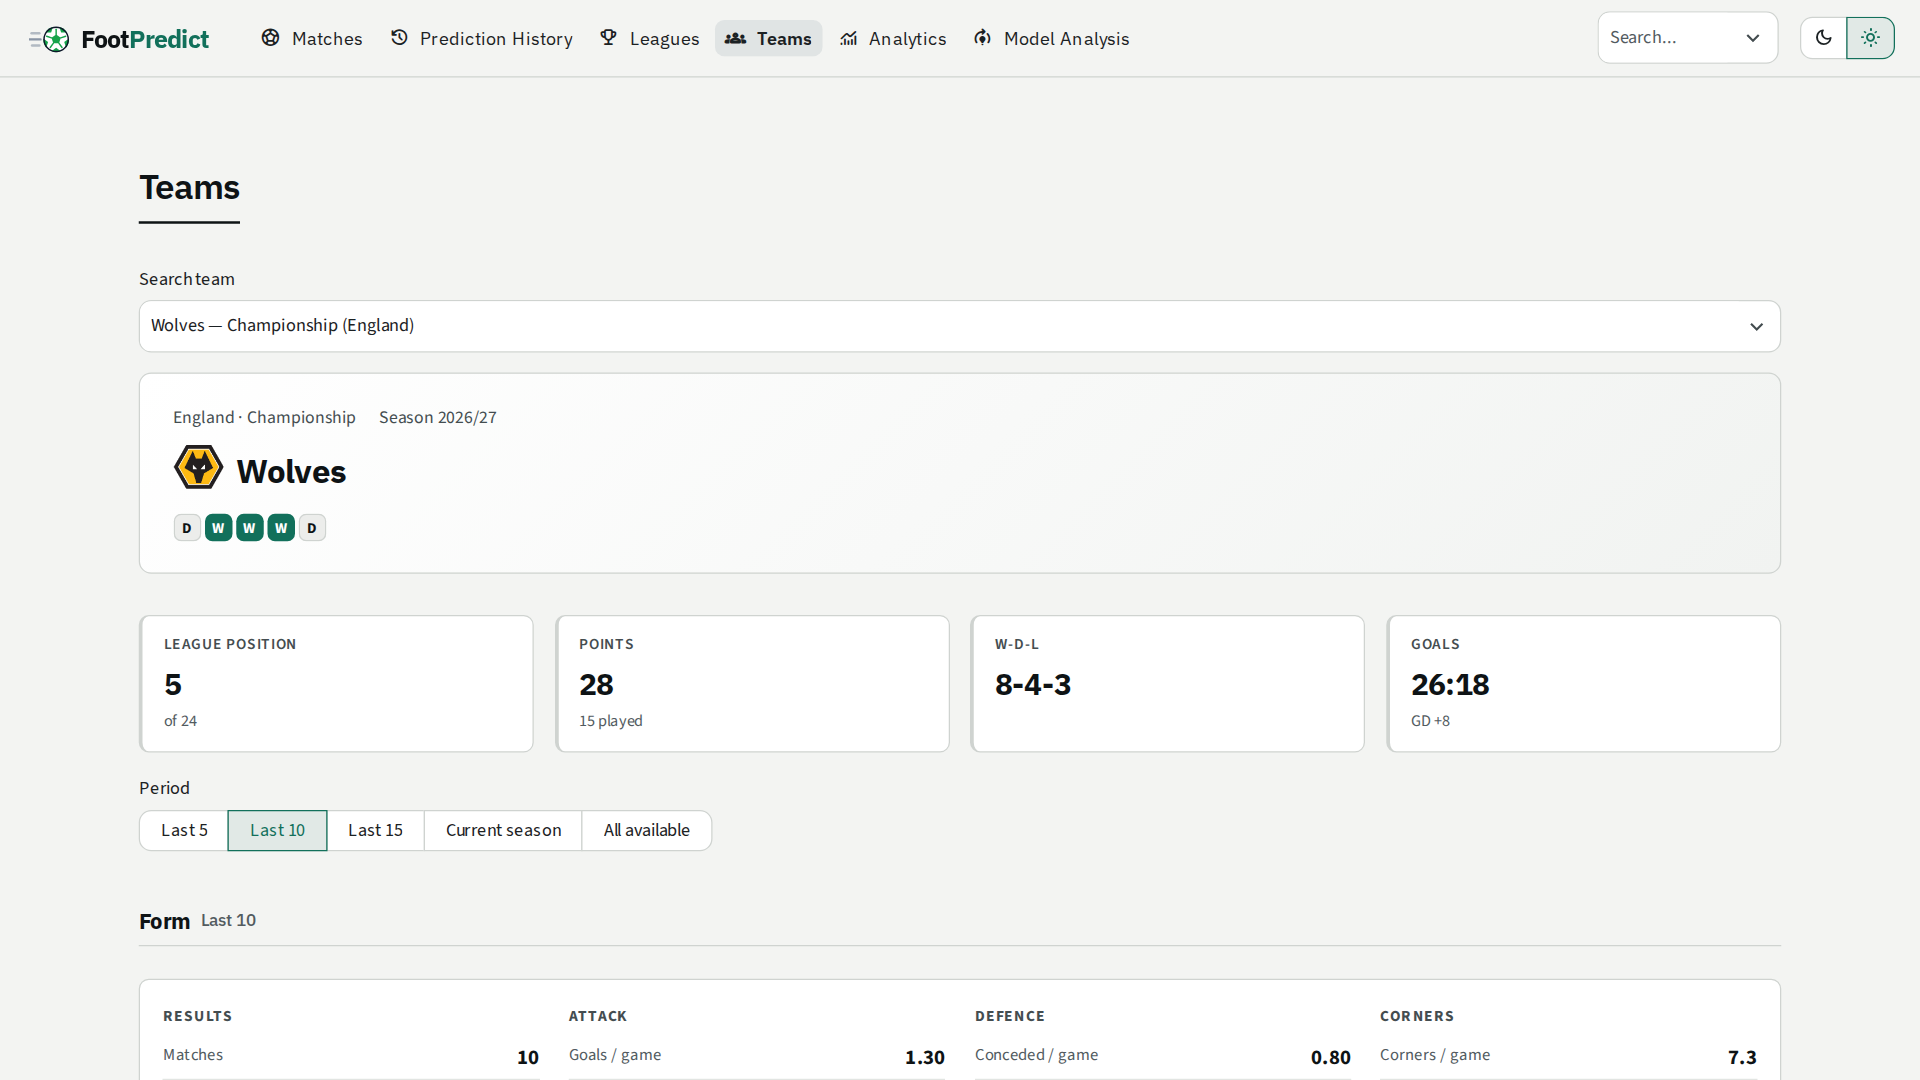 FootPredict
Matches
Prediction History
Leagues
Teams
Analytics
Model Analysis
Search...
Teams
Search team
Wolves — Championship (England)
England · Championship Season 2026/27
Wolves
D W W W D
LEAGUE POSITION
5
of 24
POINTS
28
15 played
W-D-L
8-4-3
GOALS
26:18
GD +8
Period
Last 5
Last 10
Last 15
Current season
All available
Form Last 10
RESULTS
Matches 10
ATTACK
Goals / game 1.30
DEFENCE
Conceded / game 0.80
CORNERS
Corners / game 7.3